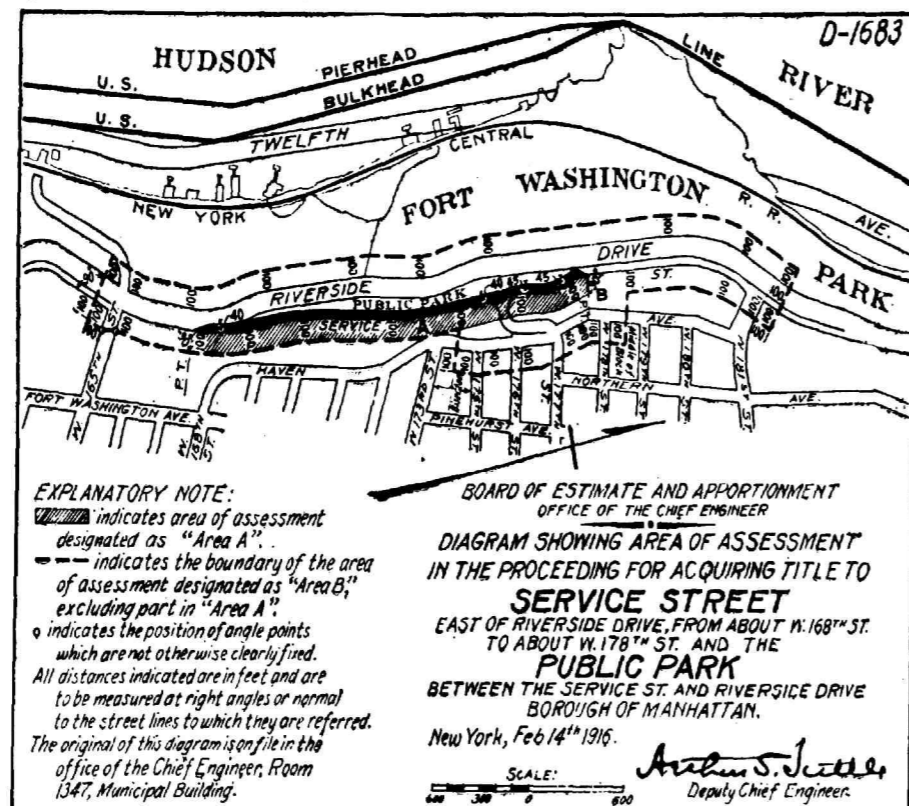 D-1683
HUDSON
PIERHEAD
LINE
RIVER
U. S.
BULKHEAD
U. S.
TWELFTH
CENTRAL
NEW YORK
FORT WASHINGTON
R. R.
AVE.
PARK
DRIVE
RIVERSIDE
ST.
PUBLIC PARK
SERVICE
A
B
HAVEN
FORT WASHINGTON AVE.
NORTHERN
AVE.
PINEHURST AVE.
W. 168TH
ST.
EXPLANATORY NOTE:
indicates area of assessment
designated as "Area A".
indicates the boundary of the area
of assessment designated as "Area B",
excluding part in "Area A".
indicates the position of angle points
which are not otherwise clearly fixed.
All distances indicated are in feet and are
to be measured at right angles or normal
to the street lines to which they are referred.
The original of this diagram is on file in the
office of the Chief Engineer, Room
1347, Municipal Building.
BOARD OF ESTIMATE AND APPORTIONMENT
OFFICE OF THE CHIEF ENGINEER
DIAGRAM SHOWING AREA OF ASSESSMENT
IN THE PROCEEDING FOR ACQUIRING TITLE TO
SERVICE STREET
EAST OF RIVERSIDE DRIVE, FROM ABOUT W. 168TH ST.
TO ABOUT W. 178TH ST. AND THE
PUBLIC PARK
BETWEEN THE SERVICE ST. AND RIVERSIDE DRIVE
BOROUGH OF MANHATTAN.
New York, Feb 14th 1916.
Arthur S. Tuttle
Deputy Chief Engineer.
SCALE:
600 300 0 600